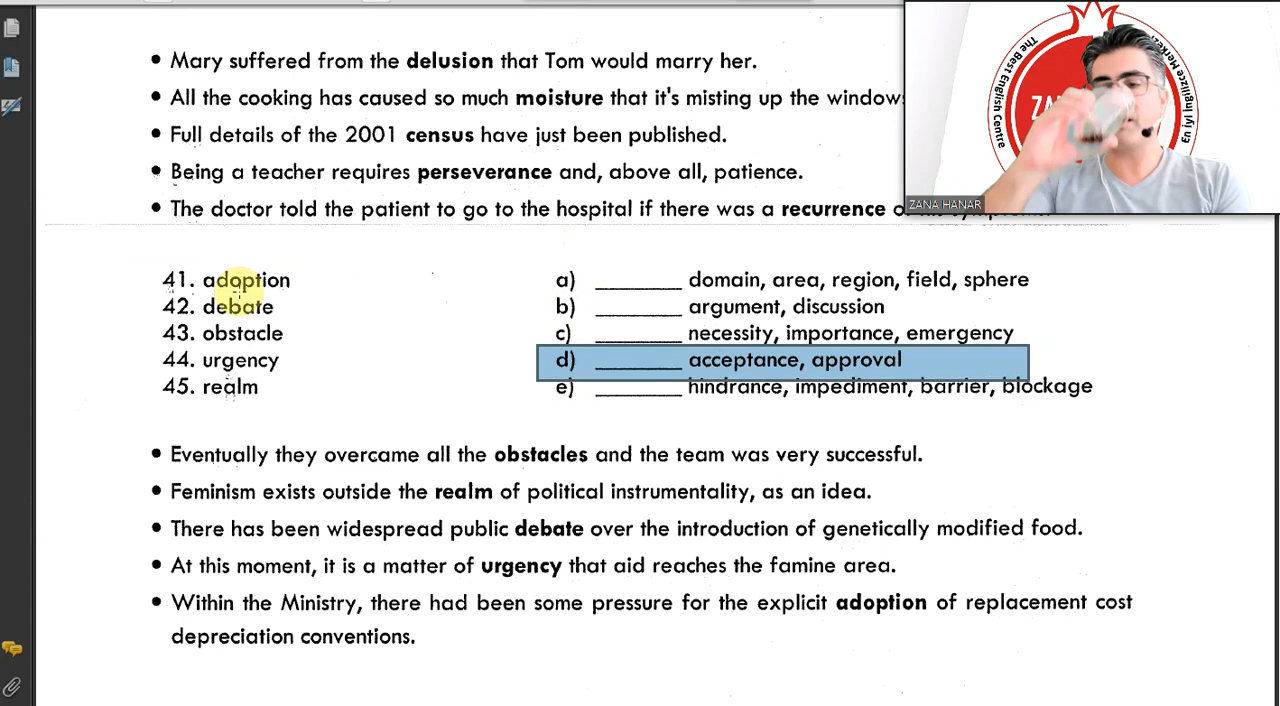 • Mary suffered from the delusion that Tom would marry her.
• All the cooking has caused so much moisture that it's misting up the window
• Full details of the 2001 census have just been published.
• Being a teacher requires perseverance and, above all, patience.
• The doctor told the patient to go to the hospital if there was a recurrence
The Best English Centre
ZA
En iyi İngilizce Merkezi
ZANA HANAR
41. adoption
42. debate
43. obstacle
44. urgency
45. realm
a) ________ domain, area, region, field, sphere
b) ________ argument, discussion
c) ________ necessity, importance, emergency
d) ________ acceptance, approval
e) ________ hindrance, impediment, barrier, blockage
• Eventually they overcame all the obstacles and the team was very successful.
• Feminism exists outside the realm of political instrumentality, as an idea.
• There has been widespread public debate over the introduction of genetically modified food.
• At this moment, it is a matter of urgency that aid reaches the famine area.
• Within the Ministry, there had been some pressure for the explicit adoption of replacement cost
depreciation conventions.